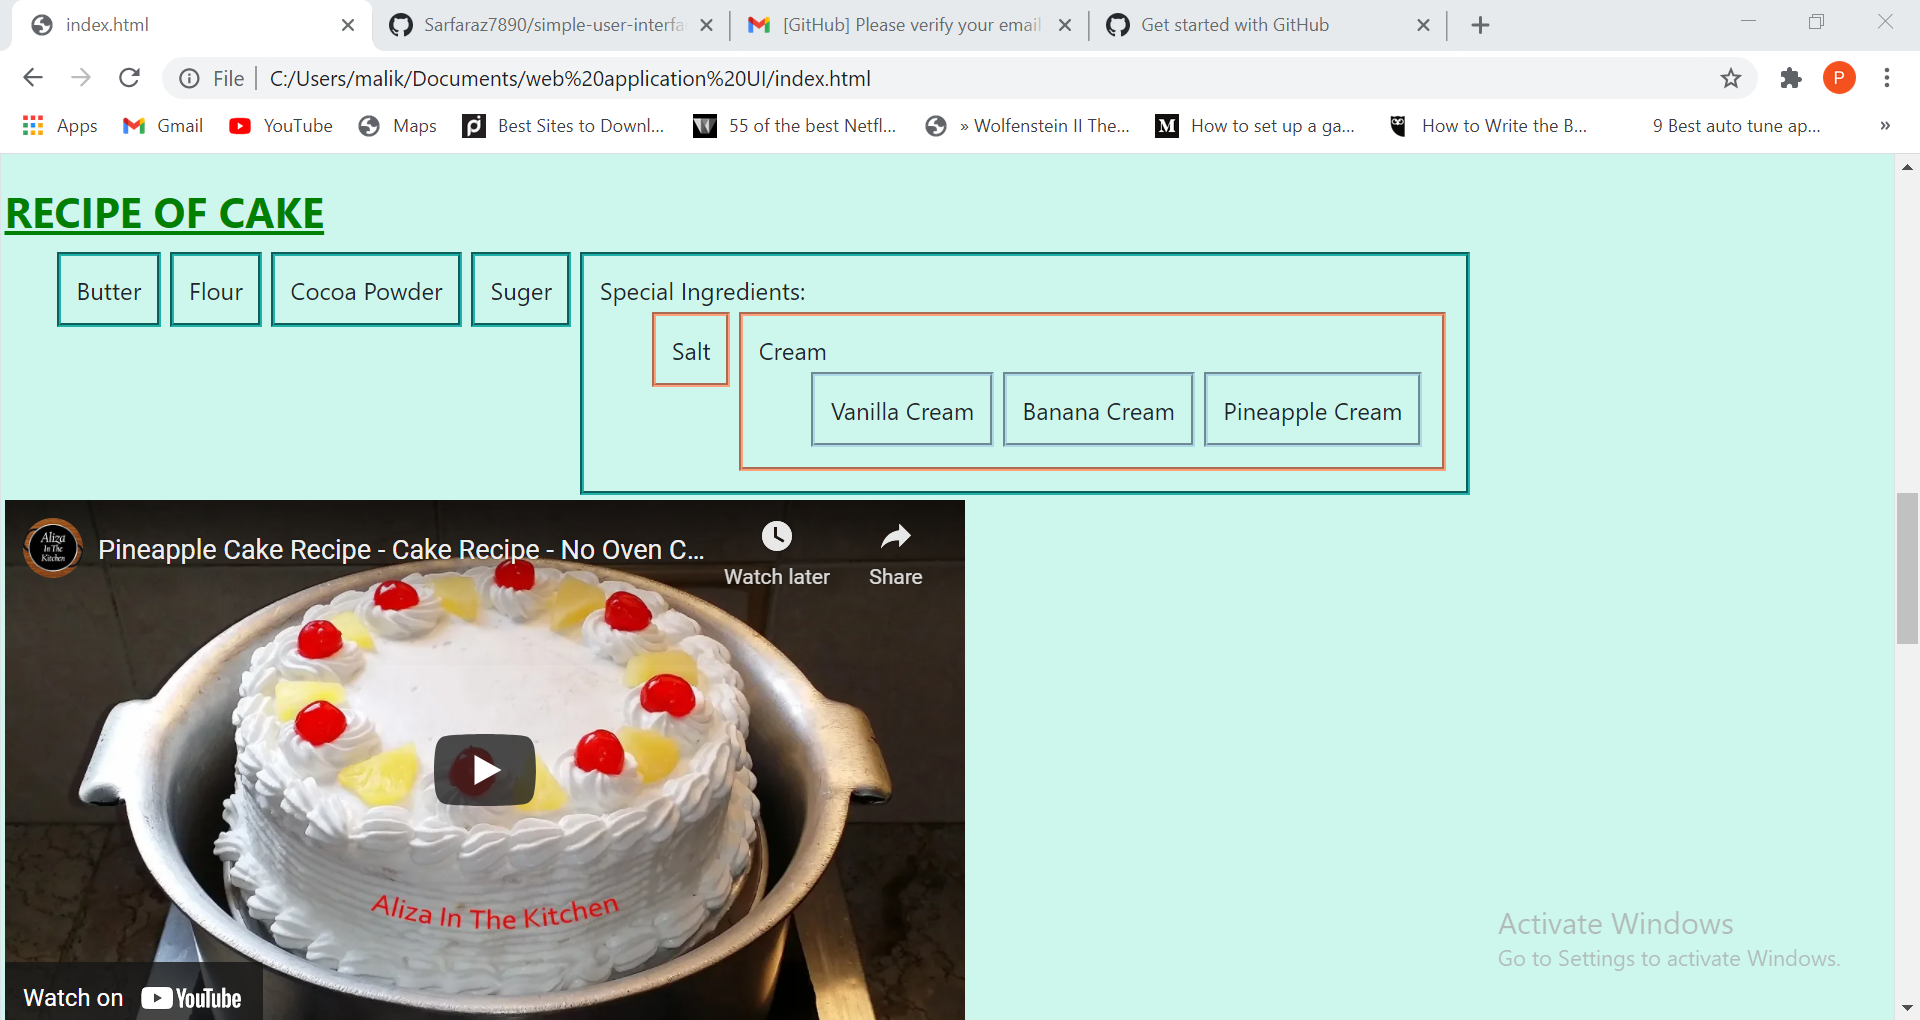 index.html
Sarfaraz7890/simple-user-interfa
[GitHub] Please verify your email
Get started with GitHub
File
C:/Users/malik/Documents/web%20application%20UI/index.html
P
Apps
Gmail
YouTube
Maps
Best Sites to Downl...
55 of the best Netfl...
» Wolfenstein II The...
How to set up a ga...
How to Write the B...
9 Best auto tune ap...
»
RECIPE OF CAKE
Butter
Flour
Cocoa Powder
Suger
Special Ingredients:
Salt
Cream
Vanilla Cream
Banana Cream
Pineapple Cream
Aliza
In The
Kitchen
Pineapple Cake Recipe - Cake Recipe - No Oven C...
Watch later
Share
Aliza In The Kitchen
Watch on YouTube
Activate Windows
Go to Settings to activate Windows.